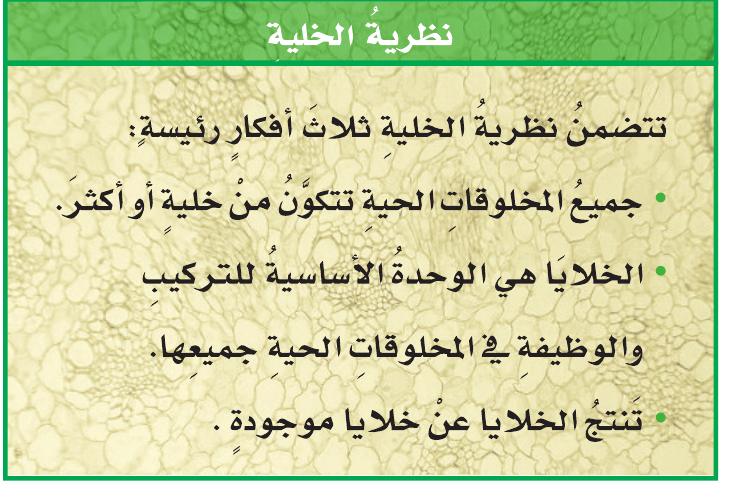 نظريةُ الخليةِ
تتضمنُ نظريةُ الخليةِ ثلاثَ أفكارٍ رئيسةٍ:
• جميعُ المخلوقاتِ الحيةِ تتكوَّنُ منْ خليةٍ أو أكثرَ.
• الخلايَا هي الوحدةُ الأساسيةُ للتركيبِ
والوظيفةِ في المخلوقاتِ الحيةِ جميعِها.
• تَنتجُ الخلايا عنْ خلايا موجودةٍ .